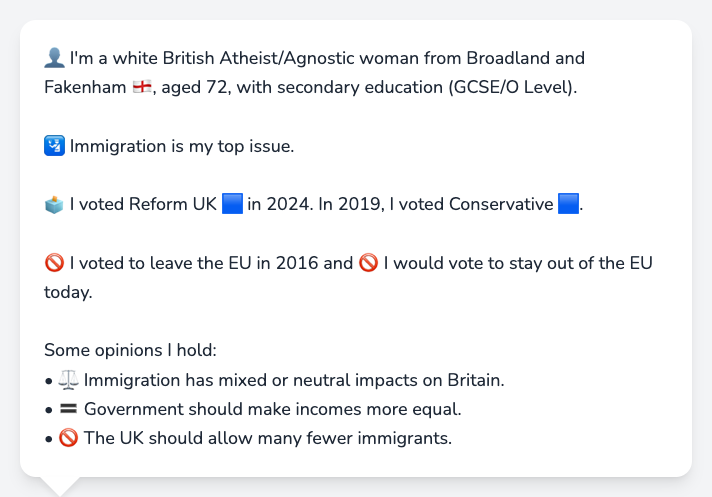 👤 I'm a white British Atheist/Agnostic woman from Broadland and
Fakenham 🏴󠁧󠁢󠁥󠁮󠁧󠁿, aged 72, with secondary education (GCSE/O Level).
🛂 Immigration is my top issue.
🗳️ I voted Reform UK 🟦 in 2024. In 2019, I voted Conservative 🟦.
🚫 I voted to leave the EU in 2016 and 🚫 I would vote to stay out of the EU
today.
Some opinions I hold:
• ⚖️ Immigration has mixed or neutral impacts on Britain.
• 🟰 Government should make incomes more equal.
• 🚫 The UK should allow many fewer immigrants.